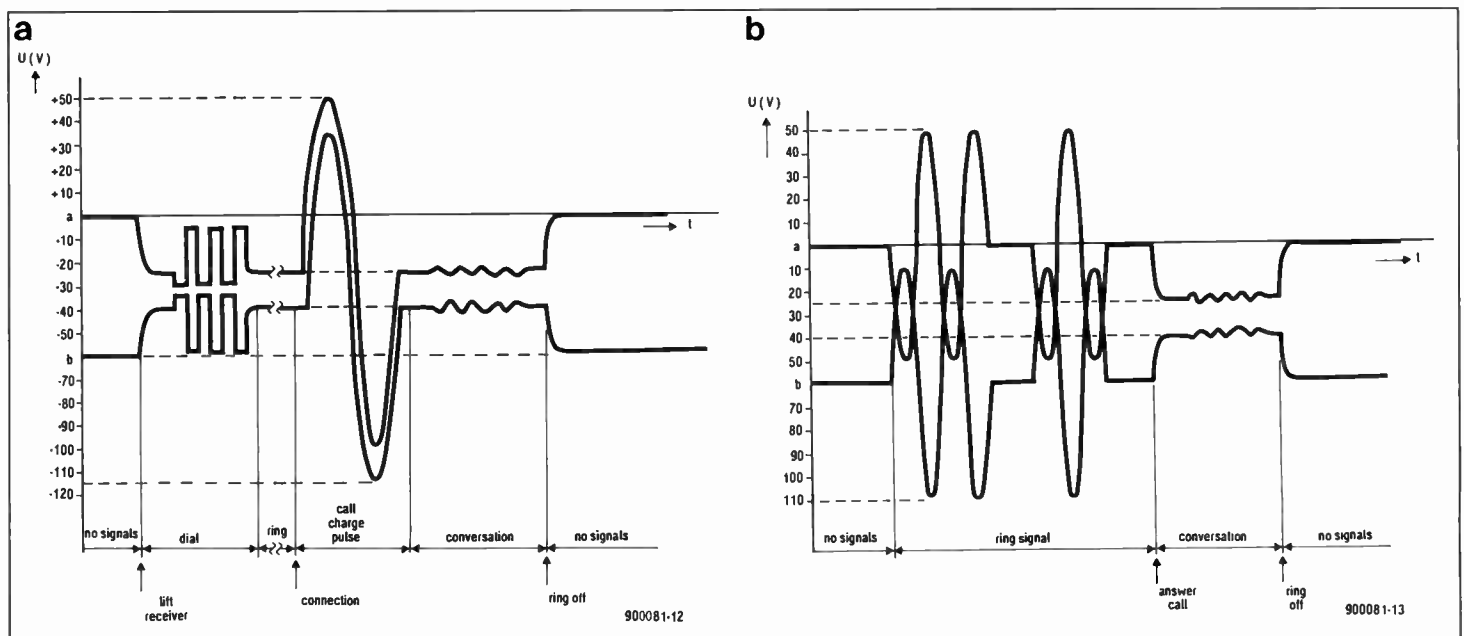 a
U(V)
+50
+40
+30
+20
+10
a
-10
-20
-30
-40
-50
b
-70
-80
-90
-100
-110
-120
t
no signals
dial
ring
call
charge
pulse
conversation
no signals
lift
receiver
connection
ring off
900081-12
b
U(V)
50
40
30
20
10
a
10
20
30
40
50
b
70
80
90
100
110
t
no signals
ring signal
conversation
no signals
answer
call
ring
off
900081-13